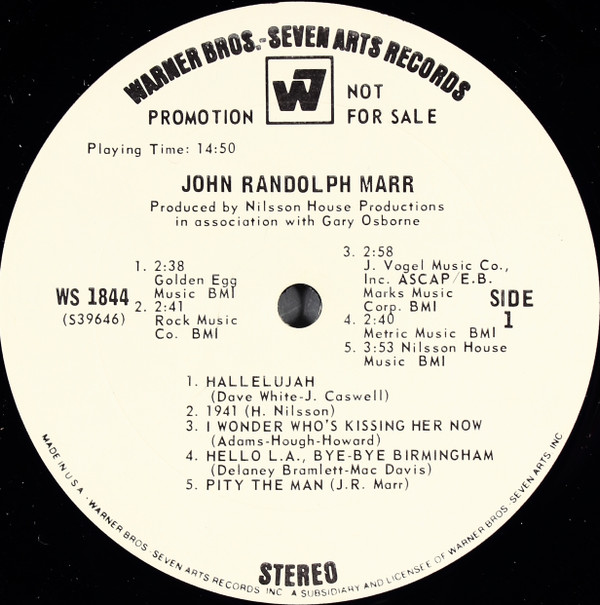 WARNER BROS.-SEVEN ARTS RECORDS
W7
PROMOTION
NOT
FOR SALE
Playing Time: 14:50
JOHN RANDOLPH MARR
Produced by Nilsson House Productions
in association with Gary Osborne
WS 1844
(S39646)
1. 2:38
Golden Egg
Music BMI
2. 2:41
Rock Music
Co. BMI
3. 2:58
J. Vogel Music Co.,
Inc. ASCAP/E.B.
Marks Music
Corp. BMI
4. 2:40
Metric Music BMI
5. 3:53 Nilsson House
Music BMI
SIDE
1
1. HALLELUJAH
(Dave White-J. Caswell)
2. 1941 (H. Nilsson)
3. I WONDER WHO'S KISSING HER NOW
(Adams-Hough-Howard)
4. HELLO L.A., BYE-BYE BIRMINGHAM
(Delaney Bramlett-Mac Davis)
5. PITY THE MAN (J.R. Marr)
STEREO
MADE IN U.S.A. · WARNER BROS.-SEVEN ARTS RECORDS INC. A SUBSIDIARY AND LICENSEE OF WARNER BROS.-SEVEN ARTS INC